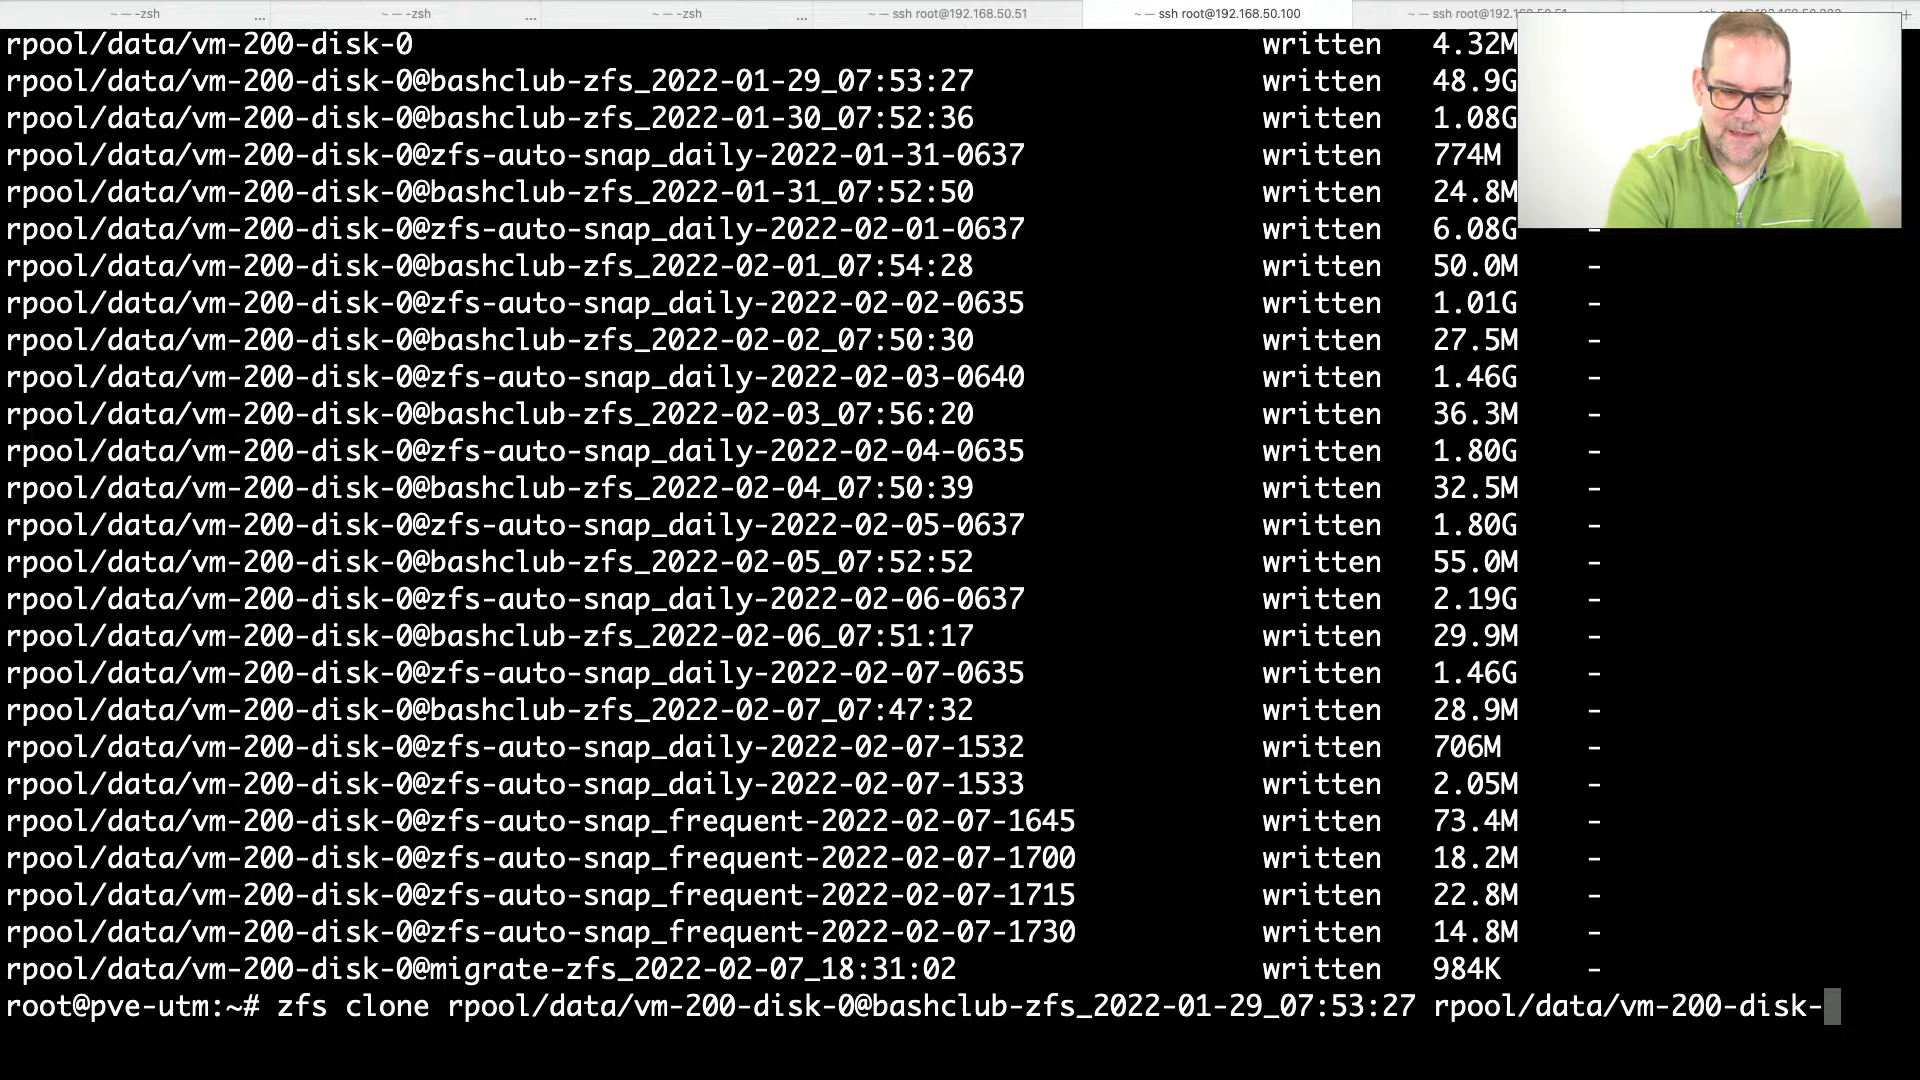 ~ — -zsh ... ~ — -zsh ... ~ — -zsh ... ~ — ssh root@192.168.50.51 ~ — ssh root@192.168.50.100 ~ — ssh root@192.168.50.51 +
rpool/data/vm-200-disk-0 written 4.32M
rpool/data/vm-200-disk-0@bashclub-zfs_2022-01-29_07:53:27 written 48.9G
rpool/data/vm-200-disk-0@bashclub-zfs_2022-01-30_07:52:36 written 1.08G
rpool/data/vm-200-disk-0@zfs-auto-snap_daily-2022-01-31-0637 written 774M
rpool/data/vm-200-disk-0@bashclub-zfs_2022-01-31_07:52:50 written 24.8M
rpool/data/vm-200-disk-0@zfs-auto-snap_daily-2022-02-01-0637 written 6.08G -
rpool/data/vm-200-disk-0@bashclub-zfs_2022-02-01_07:54:28 written 50.0M -
rpool/data/vm-200-disk-0@zfs-auto-snap_daily-2022-02-02-0635 written 1.01G -
rpool/data/vm-200-disk-0@bashclub-zfs_2022-02-02_07:50:30 written 27.5M -
rpool/data/vm-200-disk-0@zfs-auto-snap_daily-2022-02-03-0640 written 1.46G -
rpool/data/vm-200-disk-0@bashclub-zfs_2022-02-03_07:56:20 written 36.3M -
rpool/data/vm-200-disk-0@zfs-auto-snap_daily-2022-02-04-0635 written 1.80G -
rpool/data/vm-200-disk-0@bashclub-zfs_2022-02-04_07:50:39 written 32.5M -
rpool/data/vm-200-disk-0@zfs-auto-snap_daily-2022-02-05-0637 written 1.80G -
rpool/data/vm-200-disk-0@bashclub-zfs_2022-02-05_07:52:52 written 55.0M -
rpool/data/vm-200-disk-0@zfs-auto-snap_daily-2022-02-06-0637 written 2.19G -
rpool/data/vm-200-disk-0@bashclub-zfs_2022-02-06_07:51:17 written 29.9M -
rpool/data/vm-200-disk-0@zfs-auto-snap_daily-2022-02-07-0635 written 1.46G -
rpool/data/vm-200-disk-0@bashclub-zfs_2022-02-07_07:47:32 written 28.9M -
rpool/data/vm-200-disk-0@zfs-auto-snap_daily-2022-02-07-1532 written 706M -
rpool/data/vm-200-disk-0@zfs-auto-snap_daily-2022-02-07-1533 written 2.05M -
rpool/data/vm-200-disk-0@zfs-auto-snap_frequent-2022-02-07-1645 written 73.4M -
rpool/data/vm-200-disk-0@zfs-auto-snap_frequent-2022-02-07-1700 written 18.2M -
rpool/data/vm-200-disk-0@zfs-auto-snap_frequent-2022-02-07-1715 written 22.8M -
rpool/data/vm-200-disk-0@zfs-auto-snap_frequent-2022-02-07-1730 written 14.8M -
rpool/data/vm-200-disk-0@migrate-zfs_2022-02-07_18:31:02 written 984K -
root@pve-utm:~# zfs clone rpool/data/vm-200-disk-0@bashclub-zfs_2022-01-29_07:53:27 rpool/data/vm-200-disk-